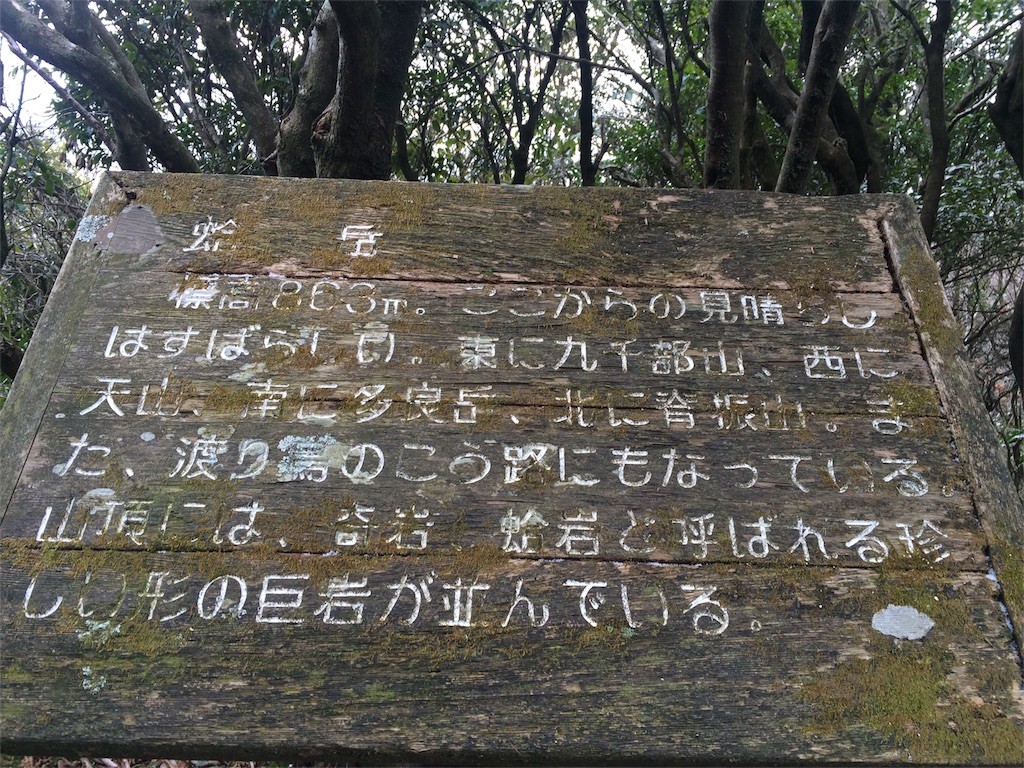 蛤岳
標高863m。ここからの見晴らし
はすばらしい。東に九千部山、西に
天山、南に多良岳、北に脊振山。ま
た、渡り鳥のこう路にもなっている。
山頂には、奇岩、蛤岩と呼ばれる珍
しい形の巨岩が並んでいる。